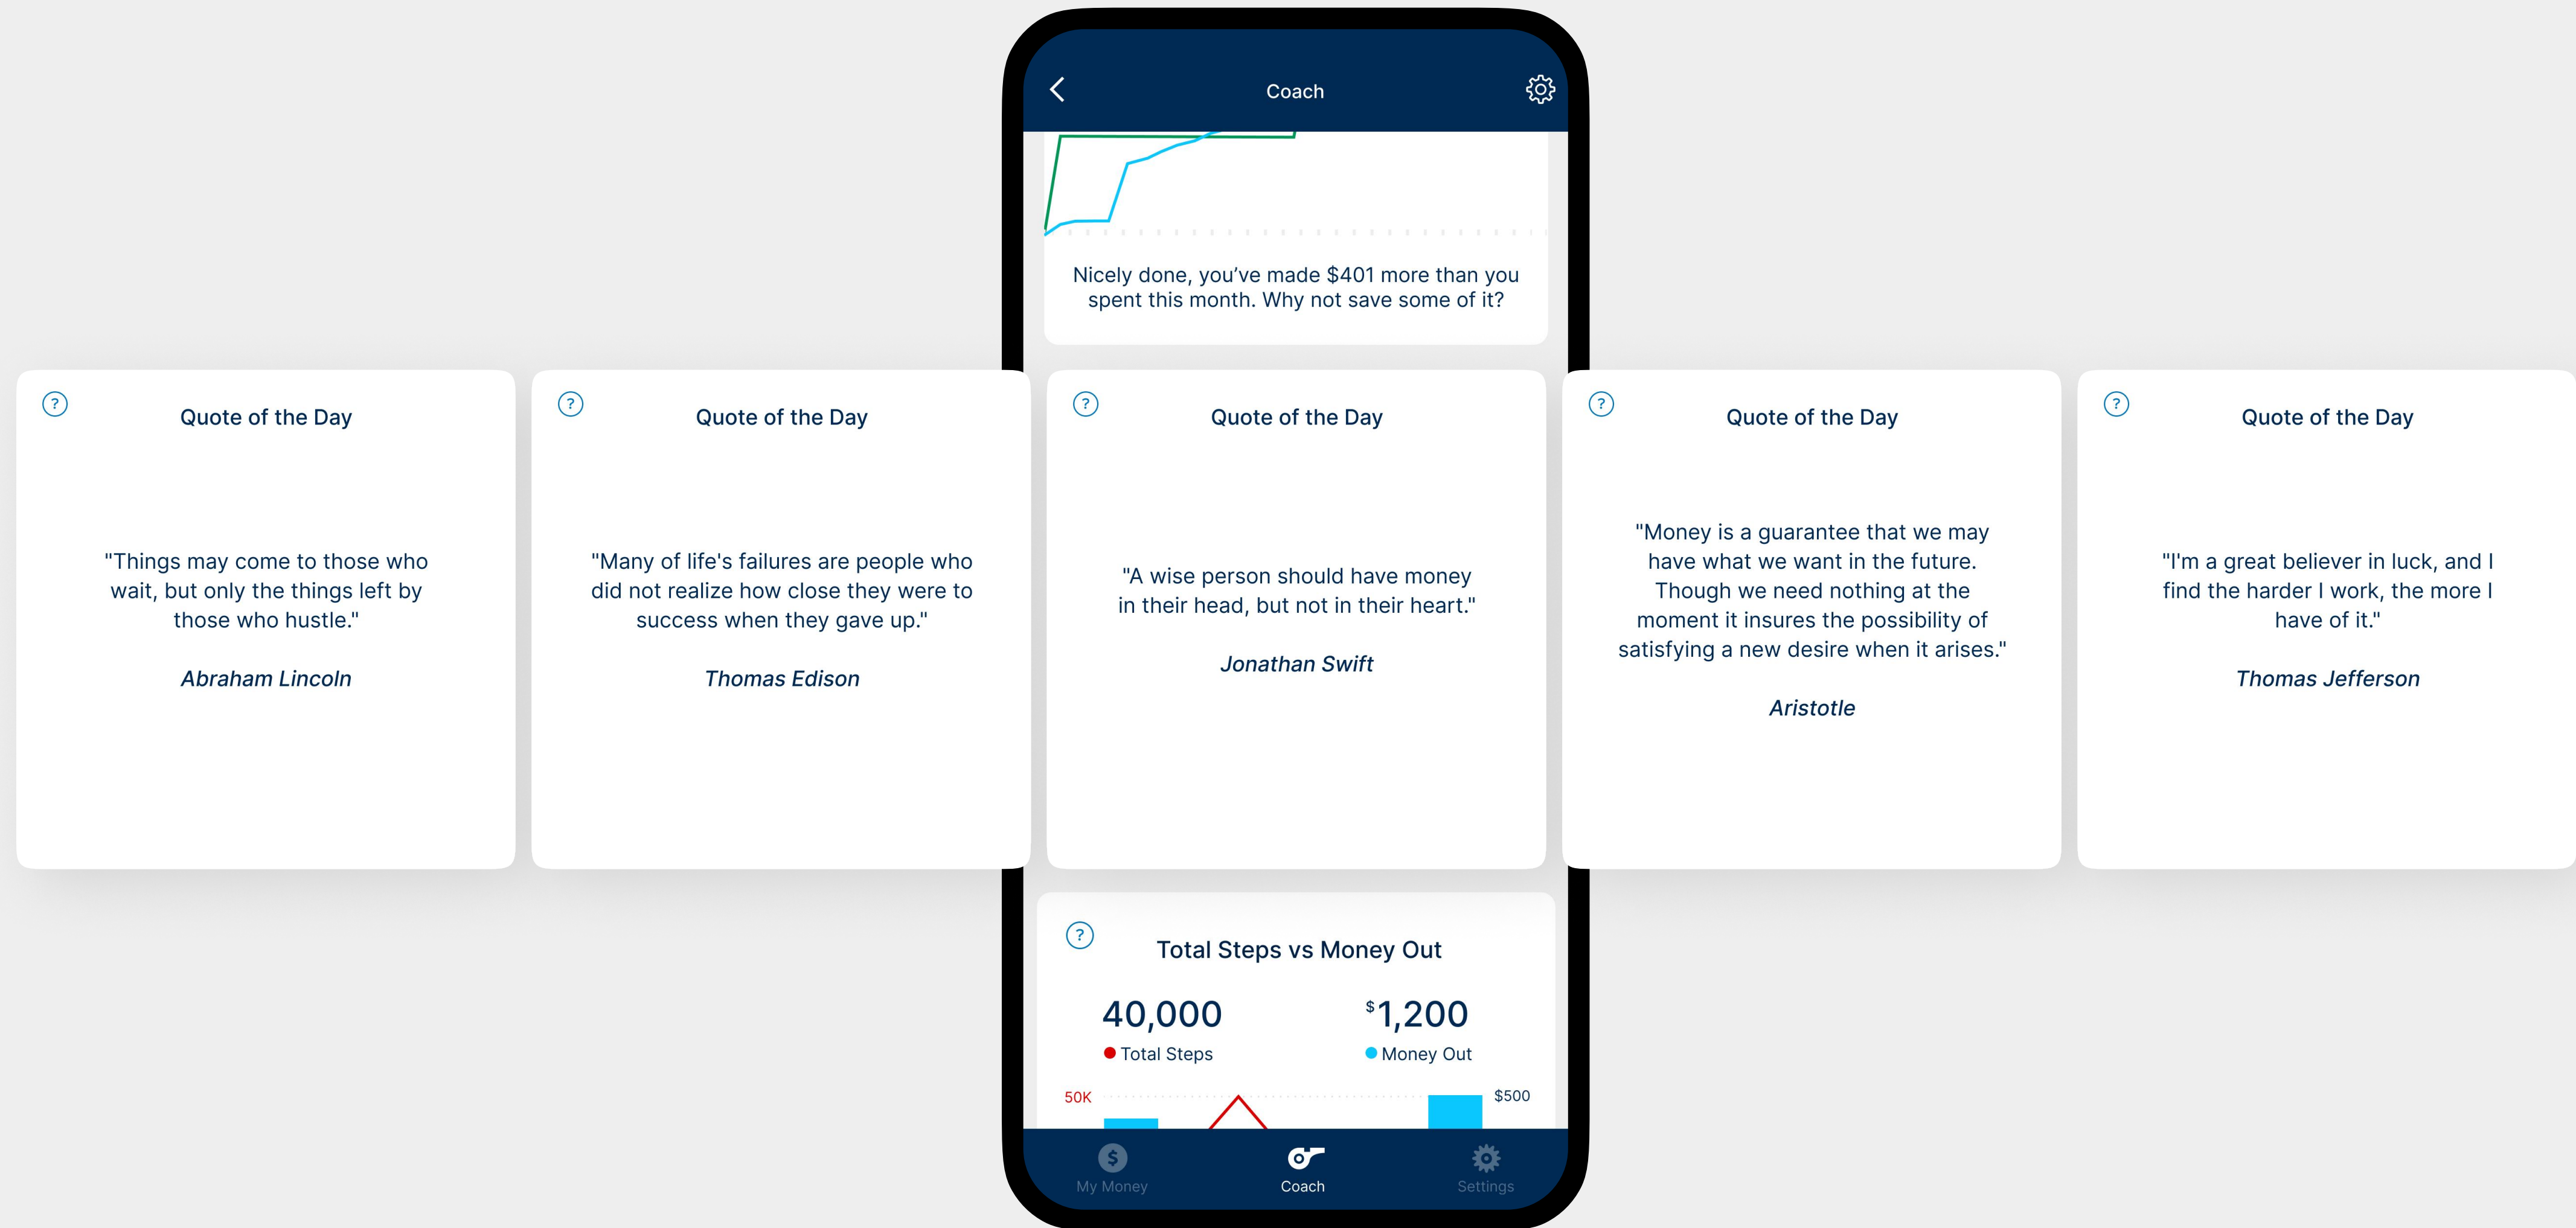 Coach
Nicely done, you’ve made $401 more than you
spent this month. Why not save some of it?
?
Quote of the Day
"Things may come to those who
wait, but only the things left by
those who hustle."
Abraham Lincoln
?
Quote of the Day
"Many of life's failures are people who
did not realize how close they were to
success when they gave up."
Thomas Edison
?
Quote of the Day
"A wise person should have money
in their head, but not in their heart."
Jonathan Swift
?
Quote of the Day
"Money is a guarantee that we may
have what we want in the future.
Though we need nothing at the
moment it insures the possibility of
satisfying a new desire when it arises."
Aristotle
?
Quote of the Day
"I'm a great believer in luck, and I
find the harder I work, the more I
have of it."
Thomas Jefferson
?
Total Steps vs Money Out
40,000 $1,200
Total Steps Money Out
50K $500
$
My Money Coach Settings